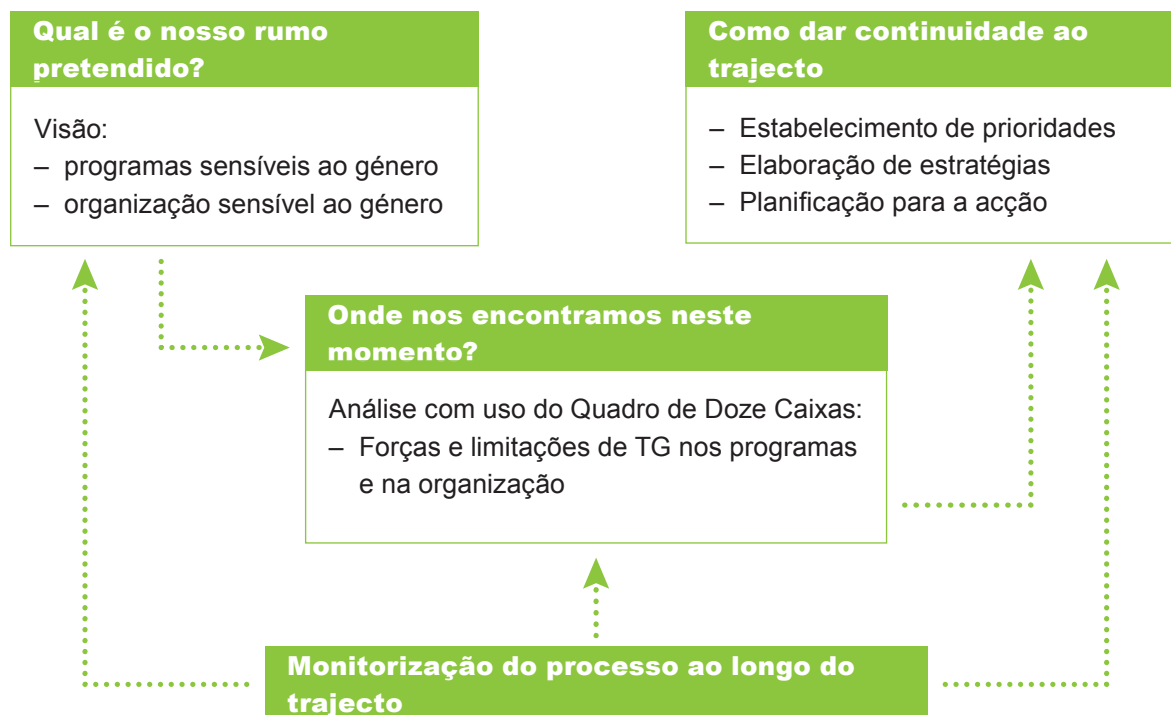 Qual é o nosso rumo
pretendido?
Visão:
– programas sensíveis ao género
– organização sensível ao género
Como dar continuidade ao
trajecto
– Estabelecimento de prioridades
– Elaboração de estratégias
– Planificação para a acção
Onde nos encontramos neste
momento?
Análise com uso do Quadro de Doze Caixas:
– Forças e limitações de TG nos programas
e na organização
Monitorização do processo ao longo do
trajecto